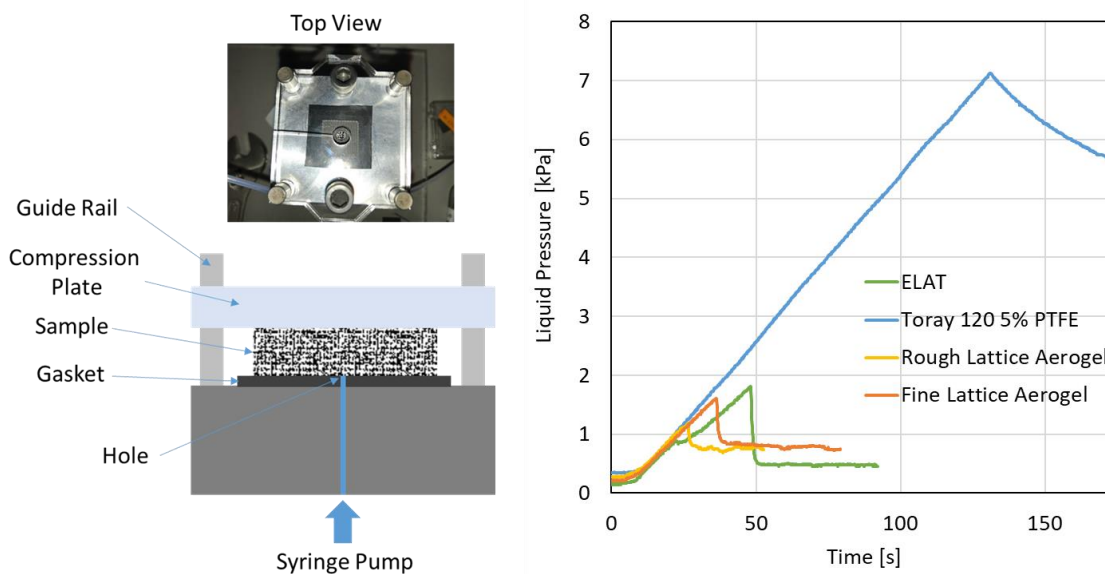 Top View
Guide Rail
Compression
Plate
Sample
Gasket
Hole
Syringe Pump
Liquid Pressure [kPa]
8
7
6
5
4
3
2
1
0
ELAT
Toray 120 5% PTFE
Rough Lattice Aerogel
Fine Lattice Aerogel
0
50
100
150
Time [s]